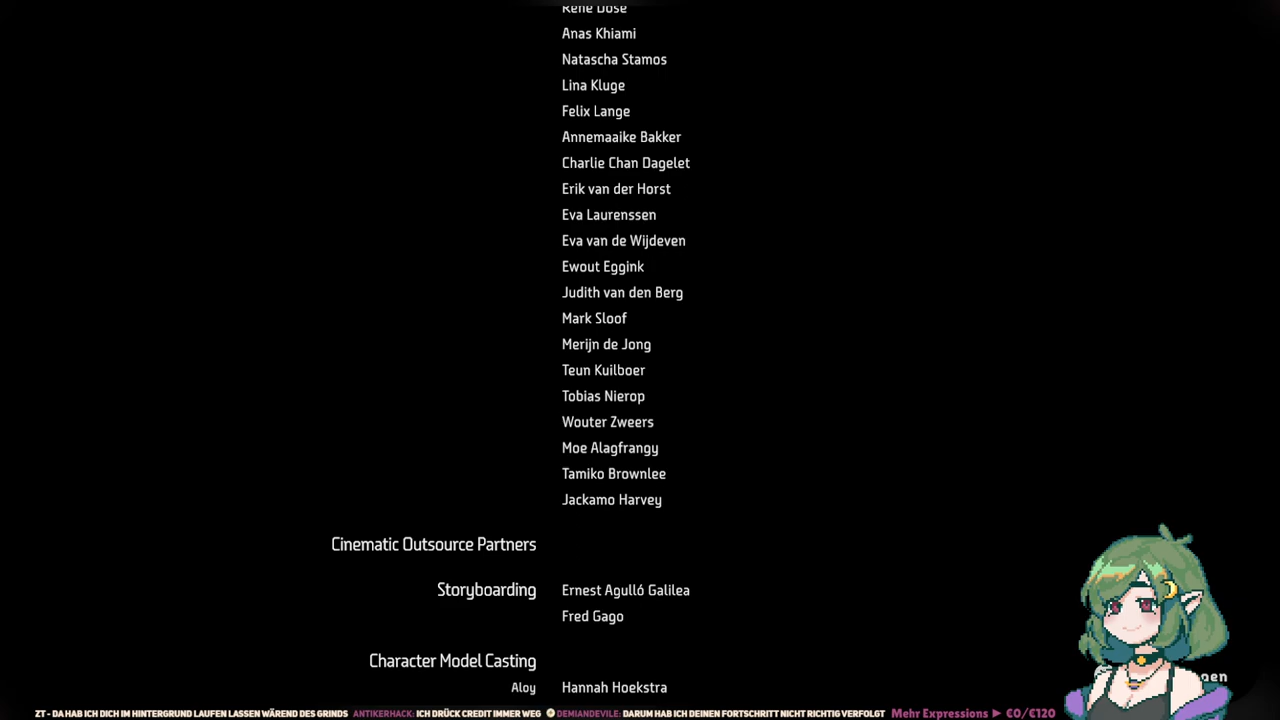 René Dose
Anas Khiami
Natascha Stamos
Lina Kluge
Felix Lange
Annemaaike Bakker
Charlie Chan Dagelet
Erik van der Horst
Eva Laurenssen
Eva van de Wijdeven
Ewout Eggink
Judith van den Berg
Mark Sloof
Merijn de Jong
Teun Kuilboer
Tobias Nierop
Wouter Zweers
Moe Alagfrangy
Tamiko Brownlee
Jackamo Harvey
Cinematic Outsource Partners
Storyboarding Ernest Agulló Galilea
Fred Gago
Character Model Casting
Aloy Hannah Hoekstra
ZT - DA HAB ICH DICH IM HINTERGRUND LAUFEN LASSEN WÄREND DES GRINDS ANTIKERHACK: ICH DRÜCK CREDIT IMMER WEG DEMIANDEVILE: DARUM HAB ICH DEINEN FORTSCHRITT NICHT RICHTIG VERFOLGT Mehr Expressions ► €0/€120